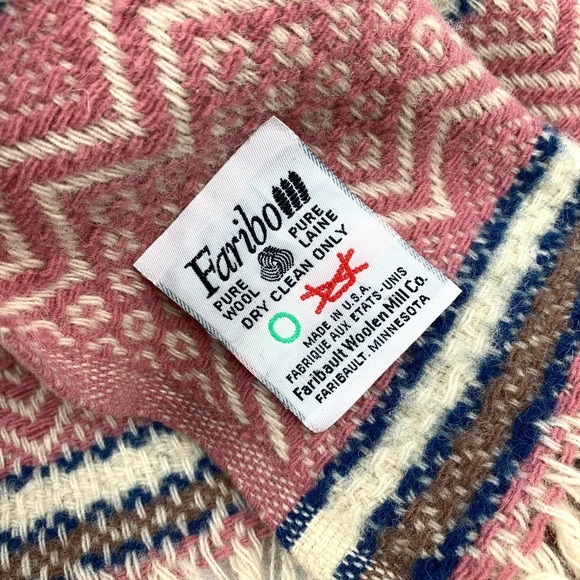 Faribo
PURE WOOL PURE LAINE
DRY CLEAN ONLY
MADE IN U.S.A.
FABRIQUE AUX ETATS-UNIS
Faribault Woolen Mill Co.
FARIBAULT, MINNESOTA